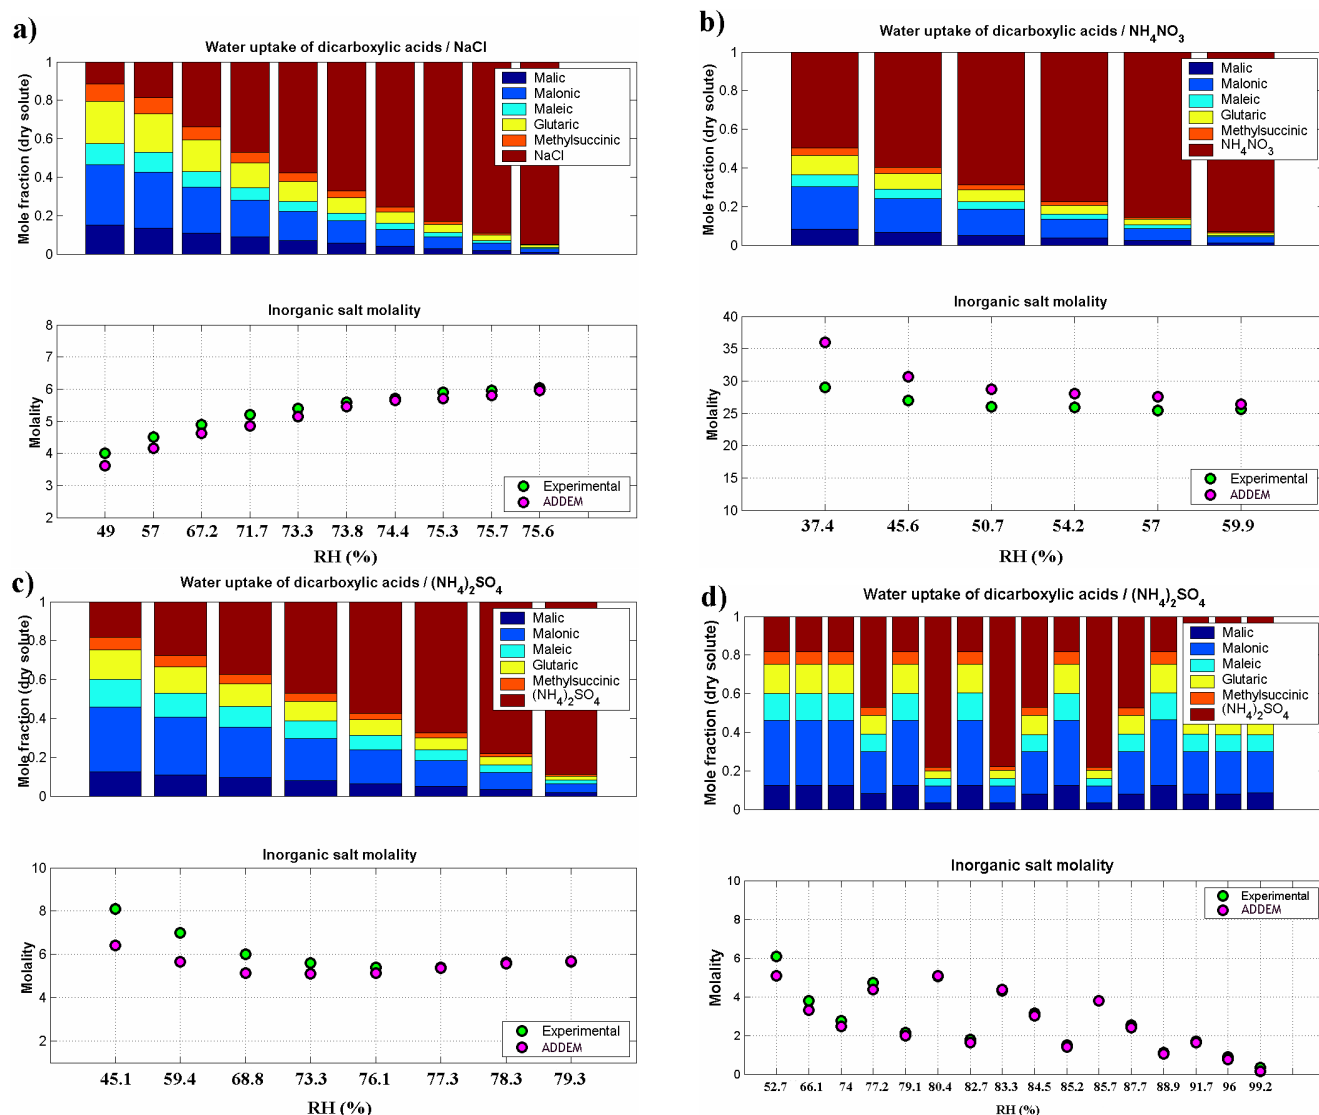 a)
Water uptake of dicarboxylic acids / NaCl
Mole fraction (dry solute)
1
0.8
0.6
0.4
0.2
0
Malic
Malonic
Maleic
Glutaric
Methylsuccinic
NaCl
Inorganic salt molality
Molality
8
7
6
5
4
3
2
Experimental
ADDEM
49 57 67.2 71.7 73.3 73.8 74.4 75.3 75.7 75.6
RH (%)
b)
Water uptake of dicarboxylic acids / NH4NO3
Mole fraction (dry solute)
1
0.8
0.6
0.4
0.2
0
Malic
Malonic
Maleic
Glutaric
Methylsuccinic
NH4NO3
Inorganic salt molality
Molality
40
35
30
25
20
15
10
Experimental
ADDEM
37.4 45.6 50.7 54.2 57 59.9
RH (%)
c)
Water uptake of dicarboxylic acids / (NH4)2SO4
Mole fraction (dry solute)
1
0.8
0.6
0.4
0.2
0
Malic
Malonic
Maleic
Glutaric
Methylsuccinic
(NH4)2SO4
Inorganic salt molality
Molality
10
8
6
4
2
Experimental
ADDEM
45.1 59.4 68.8 73.3 76.1 77.3 78.3 79.3
RH (%)
d)
Water uptake of dicarboxylic acids / (NH4)2SO4
Mole fraction (dry solute)
1
0.8
0.6
0.4
0.2
0
Malic
Malonic
Maleic
Glutaric
Methylsuccinic
(NH4)2SO4
Inorganic salt molality
Molality
10
8
6
4
2
0
Experimental
ADDEM
52.7 66.1 74 77.2 79.1 80.4 82.7 83.3 84.5 85.2 85.7 87.7 88.9 91.7 96 99.2
RH (%)